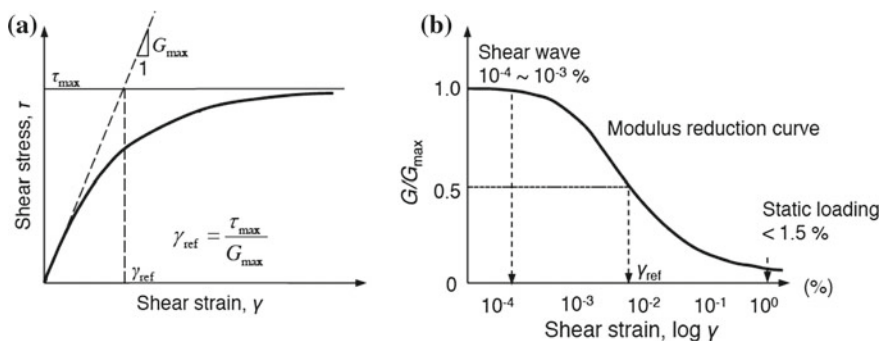 (a)
G_max
1
τ_max
Shear stress, τ
γ_ref = τ_max / G_max
γ_ref
Shear strain, γ
(b)
Shear wave
10⁻⁴ ~ 10⁻³ %
1.0
Modulus reduction curve
G/G_max
0.5
Static loading
< 1.5 %
0
γ_ref
(%)
10⁻⁴ 10⁻³ 10⁻² 10⁻¹ 10⁰
Shear strain, log γ